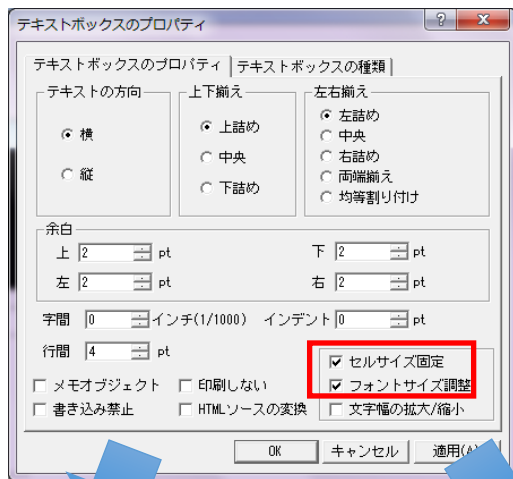 テキストボックスのプロパティ
テキストボックスのプロパティ テキストボックスの種類
テキストの方向 上下揃え 左右揃え
横 上詰め 左詰め
中央
縦 中央 右詰め
下詰め 両端揃え
均等割り付け
余白
上 2 pt 下 2 pt
左 2 pt 右 2 pt
字間 0 インチ(1/1000) インデント 0 pt
行間 4 pt
セルサイズ固定
メモオブジェクト 印刷しない フォントサイズ調整
書き込み禁止 HTMLソースの変換 文字幅の拡大/縮小
OK キャンセル 適用(A)